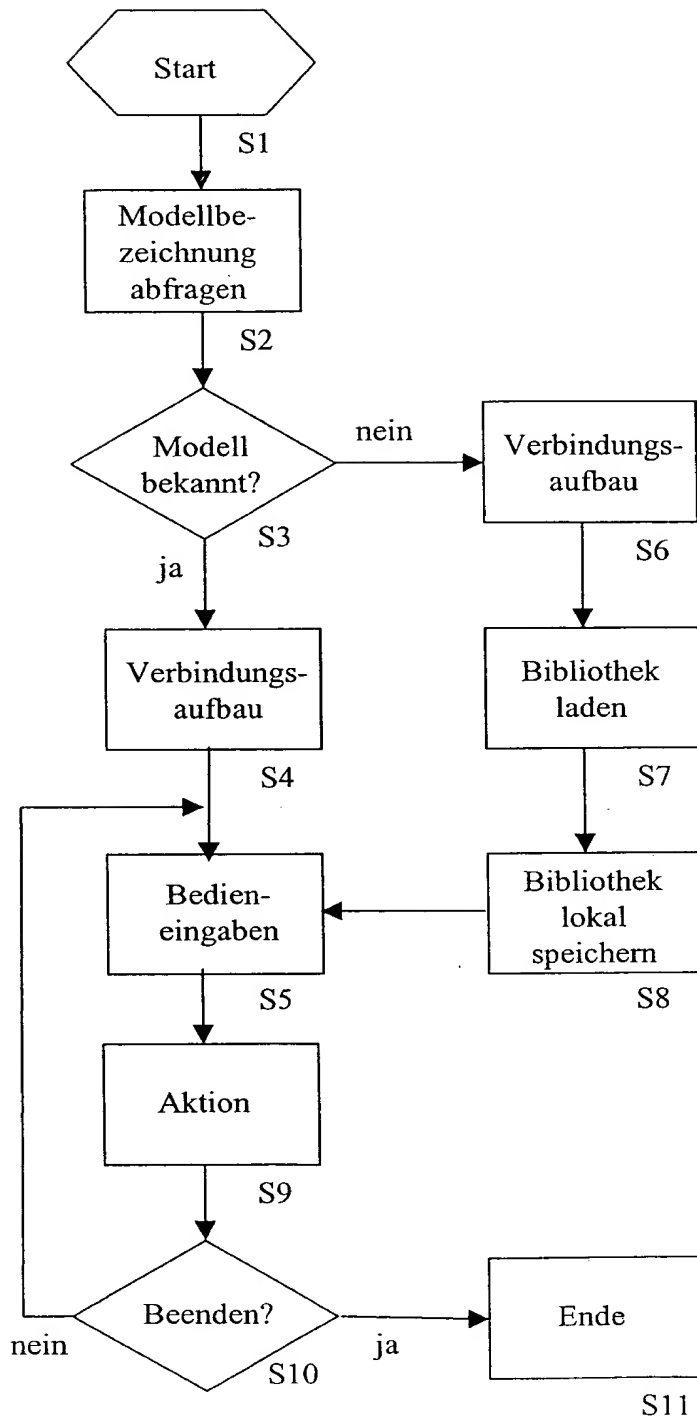 Start
S1
Modellbe-
zeichnung
abfragen
S2
Modell
bekannt?
S3
nein
Verbindungs-
aufbau
S6
ja
Verbindungs-
aufbau
S4
Bibliothek
laden
S7
Bedien-
eingaben
S5
Bibliothek
lokal
speichern
S8
Aktion
S9
Beenden?
S10
nein
ja
Ende
S11